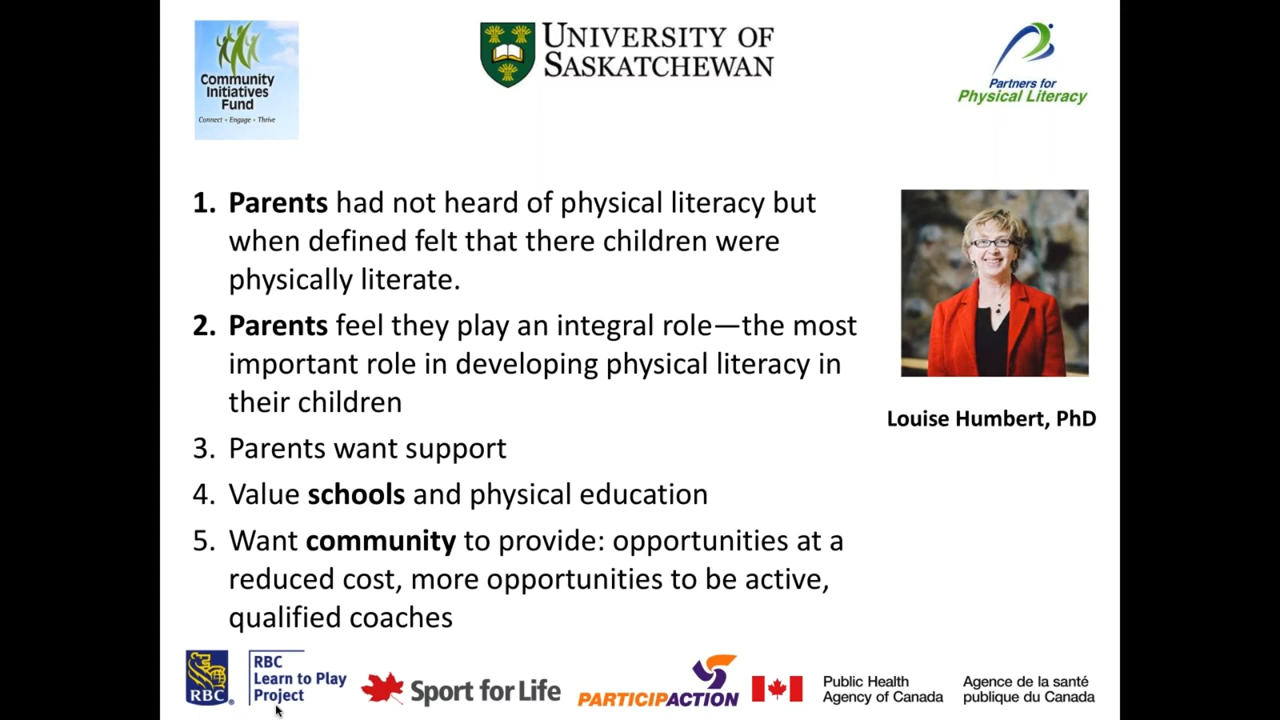 Community
Initiatives
Fund
Connect • Engage • Thrive
UNIVERSITY OF
SASKATCHEWAN
Partners for
Physical Literacy
1. Parents had not heard of physical literacy but
when defined felt that there children were
physically literate.
2. Parents feel they play an integral role—the most
important role in developing physical literacy in
their children
3. Parents want support
4. Value schools and physical education
5. Want community to provide: opportunities at a
reduced cost, more opportunities to be active,
qualified coaches
Louise Humbert, PhD
RBC®
RBC
Learn to Play
Project
Sport for Life
PARTICIPACTION
Public Health
Agency of Canada
Agence de la santé
publique du Canada